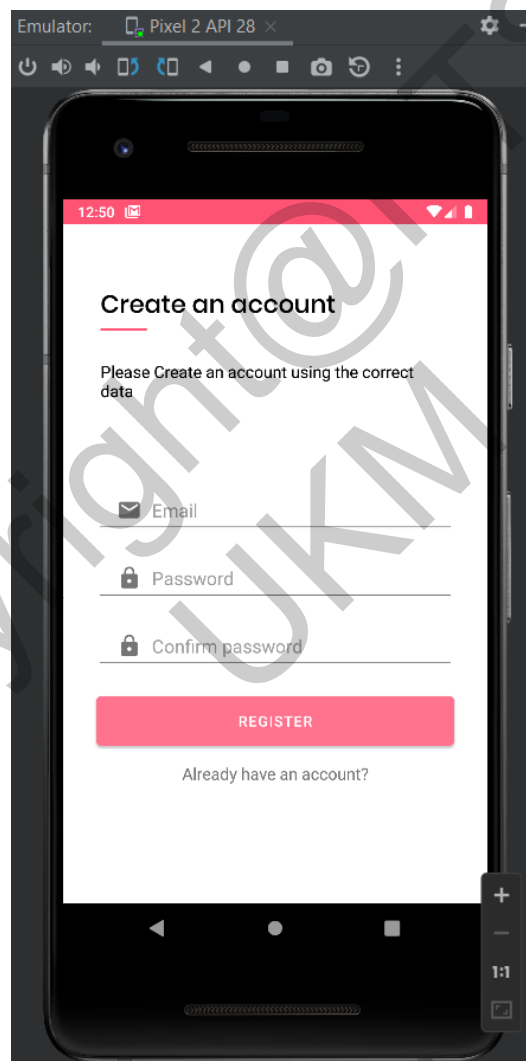 Emulator: Pixel 2 API 28
12:50
Create an account
Please Create an account using the correct
data
Email
Password
Confirm password
REGISTER
Already have an account?
1:1
UKM